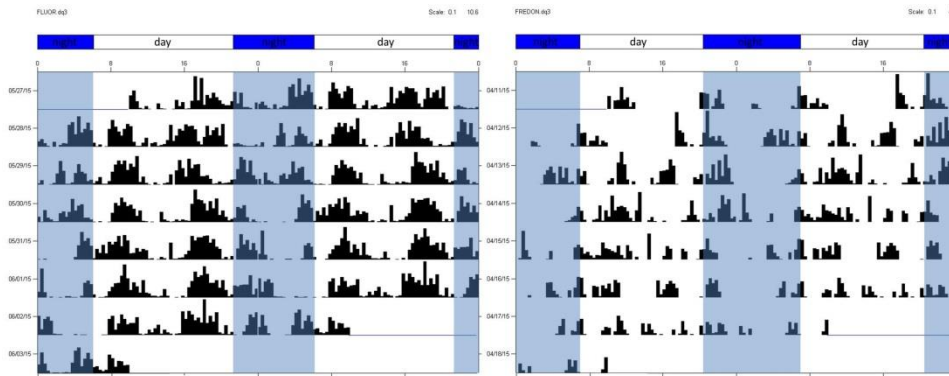 FLUOR.dq3
Scale: 0.1 10.6
night day night day night
0 8 16 0 8 16 0
05/27/15
05/28/15
05/29/15
05/30/15
05/31/15
06/01/15
06/02/15
06/03/15
FREDON.dq3
Scale: 0.1
night day night day
0 8 16 0 8 16
04/11/15
04/12/15
04/13/15
04/14/15
04/15/15
04/16/15
04/17/15
04/18/15